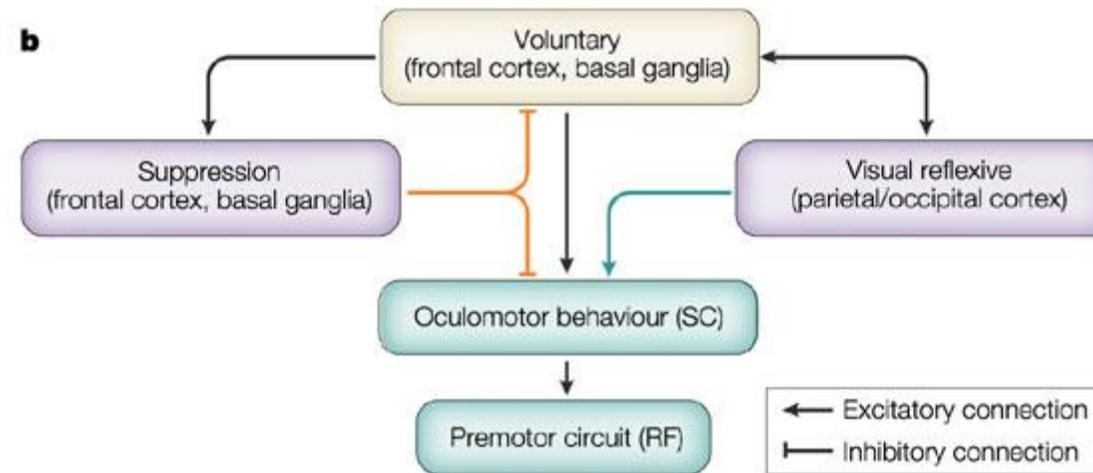 b
Voluntary
(frontal cortex, basal ganglia)
Suppression
(frontal cortex, basal ganglia)
Visual reflexive
(parietal/occipital cortex)
Oculomotor behaviour (SC)
Premotor circuit (RF)
Excitatory connection
Inhibitory connection